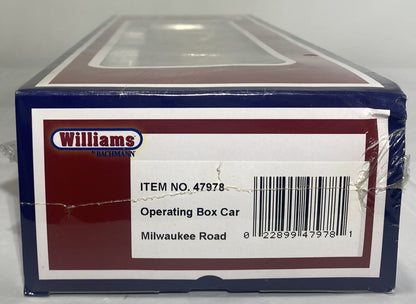 Williams
BY BACHMANN
ITEM NO. 47978
Operating Box Car
Milwaukee Road
0 22899 47978 1